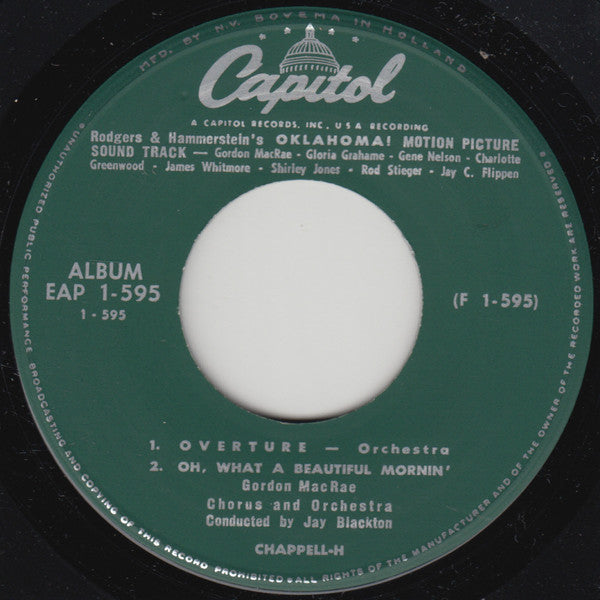 MFD. BY N.V. BOVEMA IN HOLLAND
Capitol
A CAPITOL RECORDS, INC., U S A RECORDING
Rodgers & Hammerstein's OKLAHOMA! MOTION PICTURE
SOUND TRACK — Gordon MacRae - Gloria Grahame - Gene Nelson - Charlotte
Greenwood - James Whitmore - Shirley Jones - Rod Stieger - Jay C. Flippen
ALBUM
EAP 1-595
1 - 595
(F 1-595)
1. OVERTURE — Orchestra
2. OH, WHAT A BEAUTIFUL MORNIN'
Gordon MacRae
Chorus and Orchestra
Conducted by Jay Blackton
CHAPPELL-H
UNAUTHORIZED PUBLIC PERFORMANCE, BROADCASTING AND COPYING OF THIS RECORD PROHIBITED • ALL RIGHTS OF THE MANUFACTURER AND OF THE OWNER OF THE RECORDED WORK ARE RESERVED